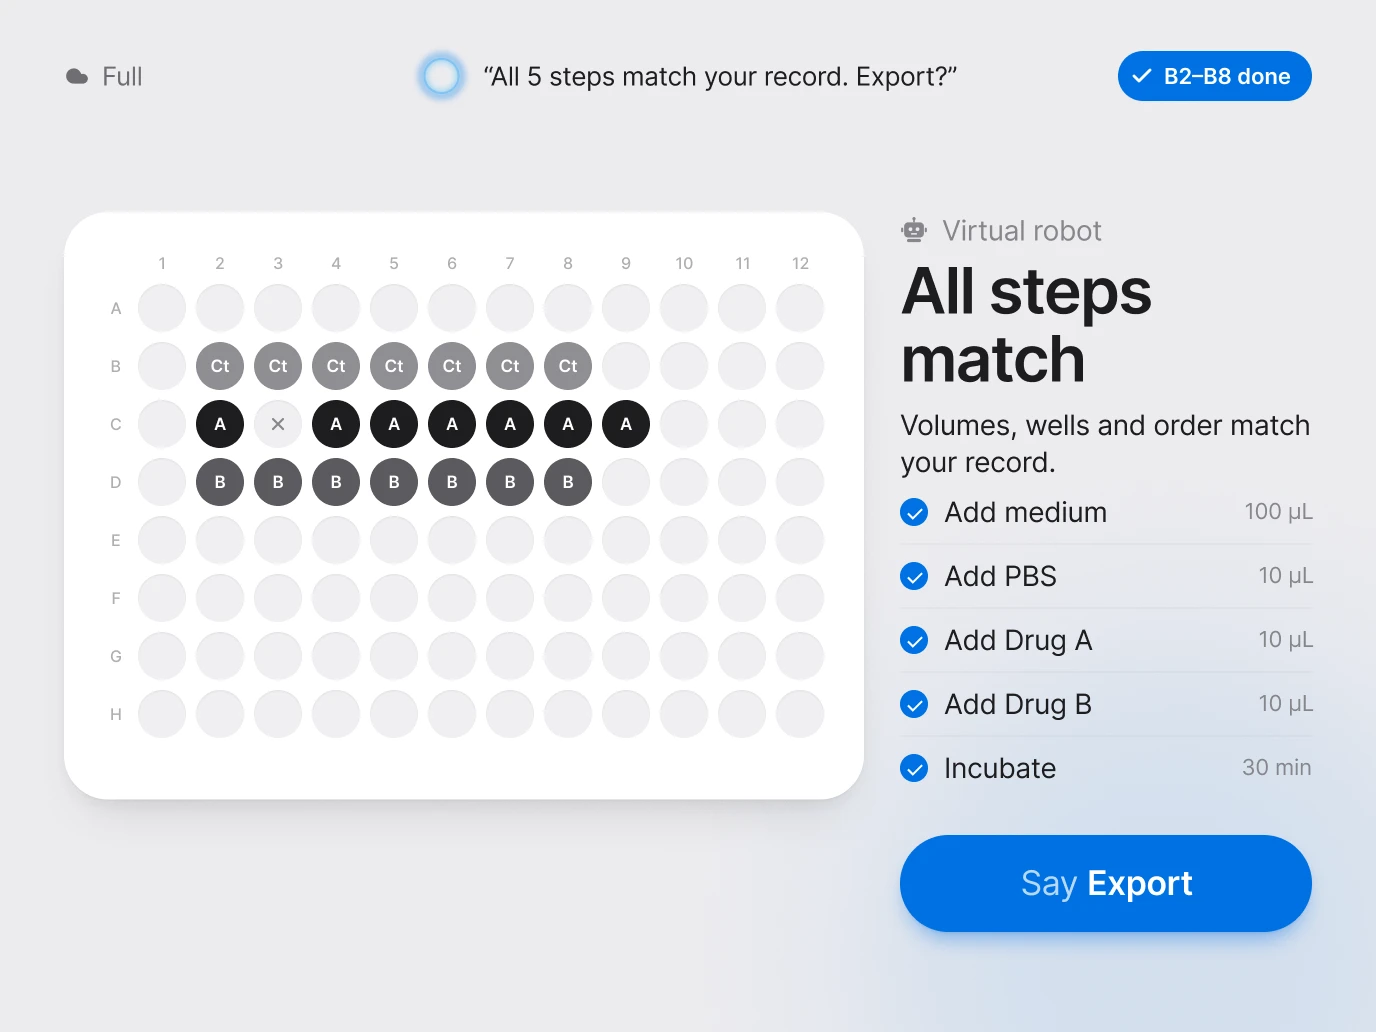 Full
“All 5 steps match your record. Export?”
B2–B8 done
1 2 3 4 5 6 7 8 9 10 11 12
A
B Ct Ct Ct Ct Ct Ct Ct
C A × A A A A A A
D B B B B B B B
E
F
G
H
Virtual robot
All steps
match
Volumes, wells and order match
your record.
Add medium 100 µL
Add PBS 10 µL
Add Drug A 10 µL
Add Drug B 10 µL
Incubate 30 min
Say Export